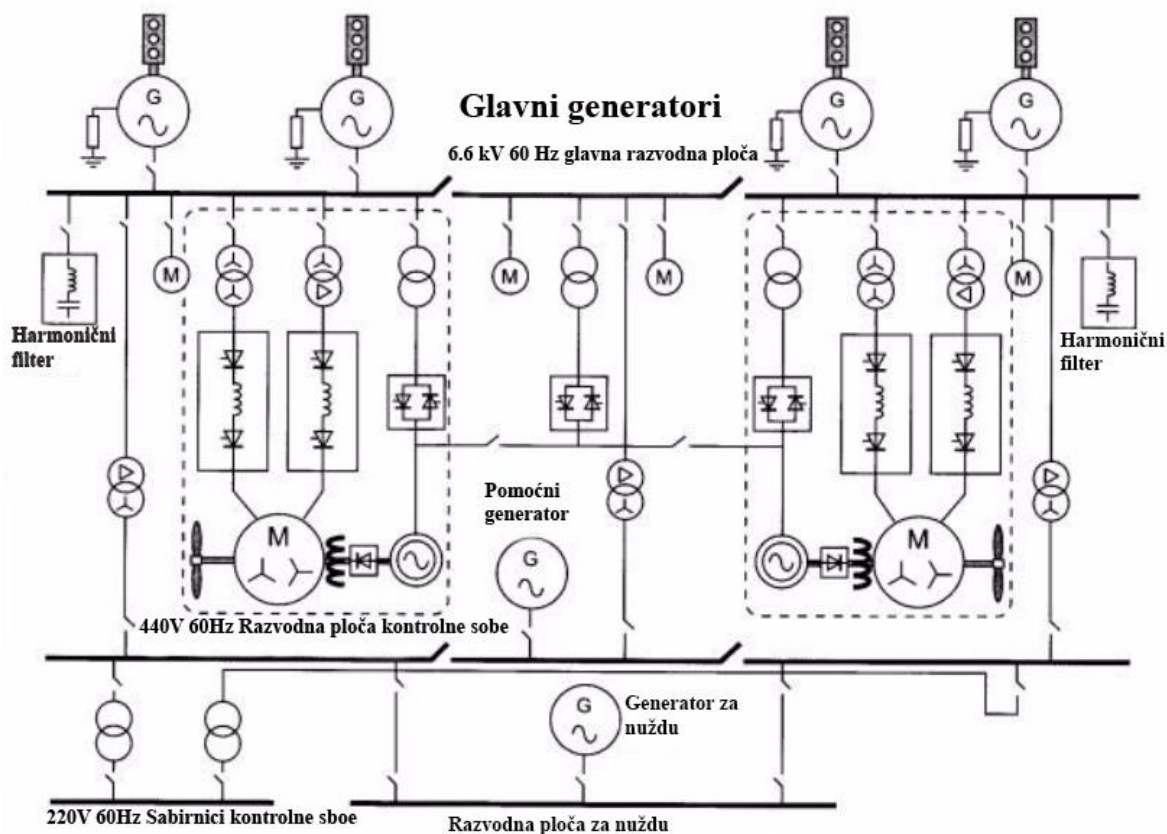 G
G
G
G
Glavni generatori
6.6 kV 60 Hz glavna razvodna ploča
M
M
M
M
Harmonični
filter
Harmonični
filter
Pomoćni
generator
M
M
G
440V 60Hz Razvodna ploča kontrolne sobe
G
Generator za
nuždu
220V 60Hz Sabirnici kontrolne sboe
Razvodna ploča za nuždu